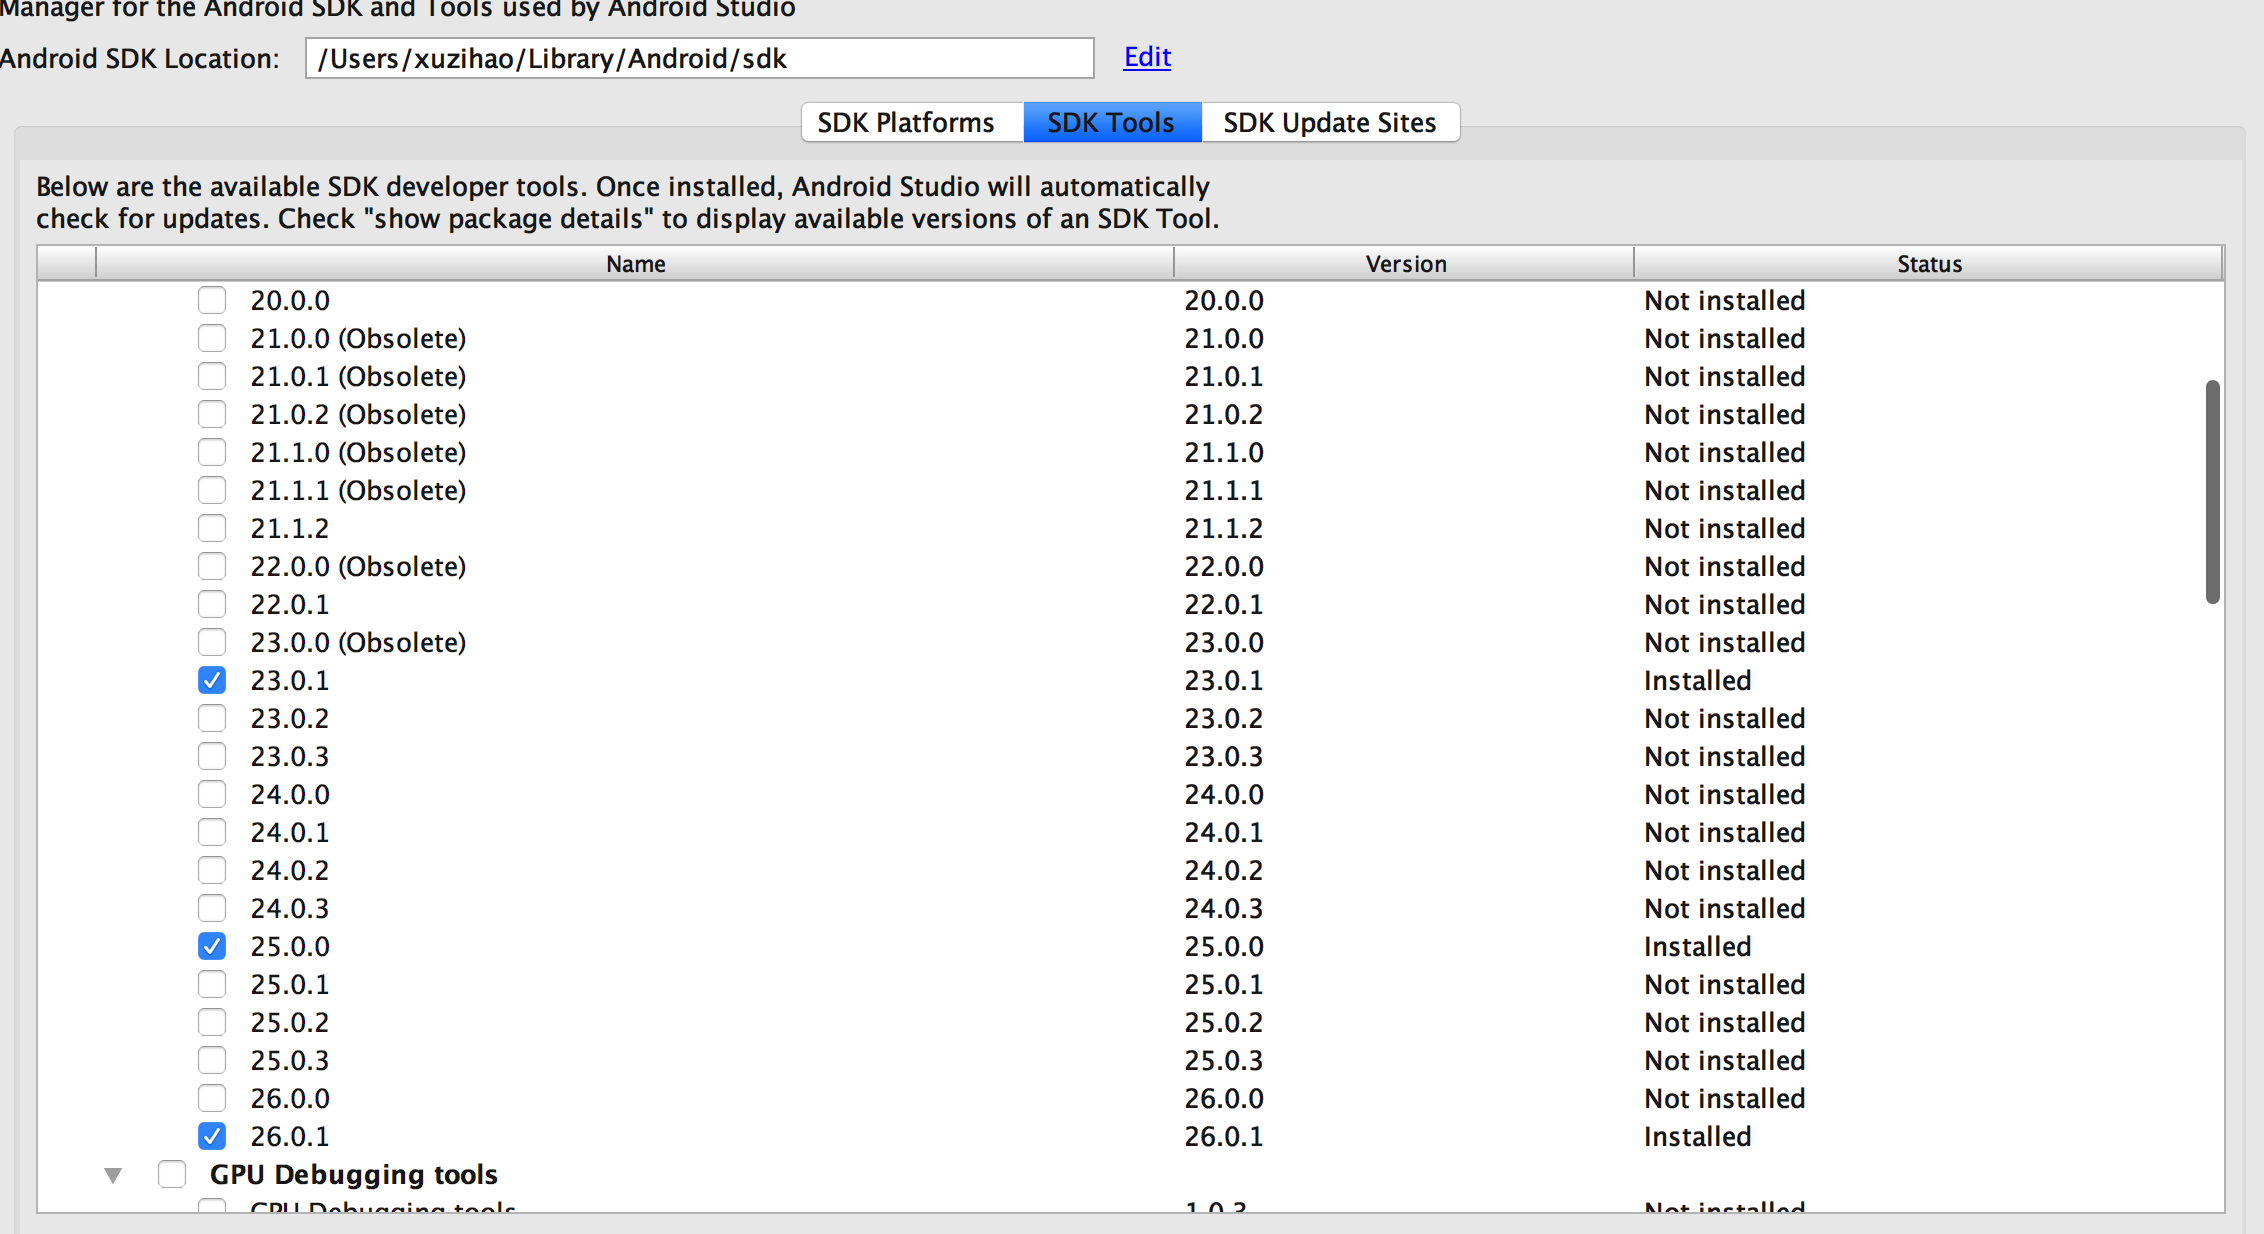 Manager for the Android SDK and Tools used by Android Studio
Android SDK Location: /Users/xuzihao/Library/Android/sdk Edit
SDK Platforms SDK Tools SDK Update Sites
Below are the available SDK developer tools. Once installed, Android Studio will automatically
check for updates. Check "show package details" to display available versions of an SDK Tool.
Name Version Status
20.0.0 20.0.0 Not installed
21.0.0 (Obsolete) 21.0.0 Not installed
21.0.1 (Obsolete) 21.0.1 Not installed
21.0.2 (Obsolete) 21.0.2 Not installed
21.1.0 (Obsolete) 21.1.0 Not installed
21.1.1 (Obsolete) 21.1.1 Not installed
21.1.2 21.1.2 Not installed
22.0.0 (Obsolete) 22.0.0 Not installed
22.0.1 22.0.1 Not installed
23.0.0 (Obsolete) 23.0.0 Not installed
23.0.1 23.0.1 Installed
23.0.2 23.0.2 Not installed
23.0.3 23.0.3 Not installed
24.0.0 24.0.0 Not installed
24.0.1 24.0.1 Not installed
24.0.2 24.0.2 Not installed
24.0.3 24.0.3 Not installed
25.0.0 25.0.0 Installed
25.0.1 25.0.1 Not installed
25.0.2 25.0.2 Not installed
25.0.3 25.0.3 Not installed
26.0.0 26.0.0 Not installed
26.0.1 26.0.1 Installed
GPU Debugging tools
GPU Debugging tools 1.0.3 Not installed